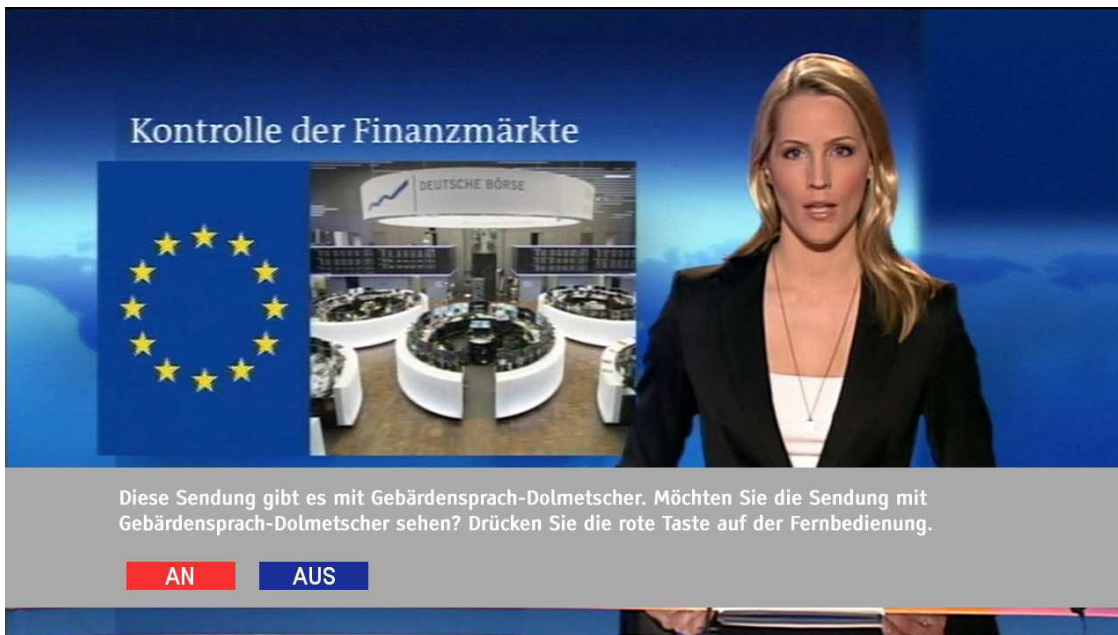 Kontrolle der Finanzmärkte
DEUTSCHE BÖRSE
Diese Sendung gibt es mit Gebärdensprach-Dolmetscher. Möchten Sie die Sendung mit
Gebärdensprach-Dolmetscher sehen? Drücken Sie die rote Taste auf der Fernbedienung.
AN
AUS